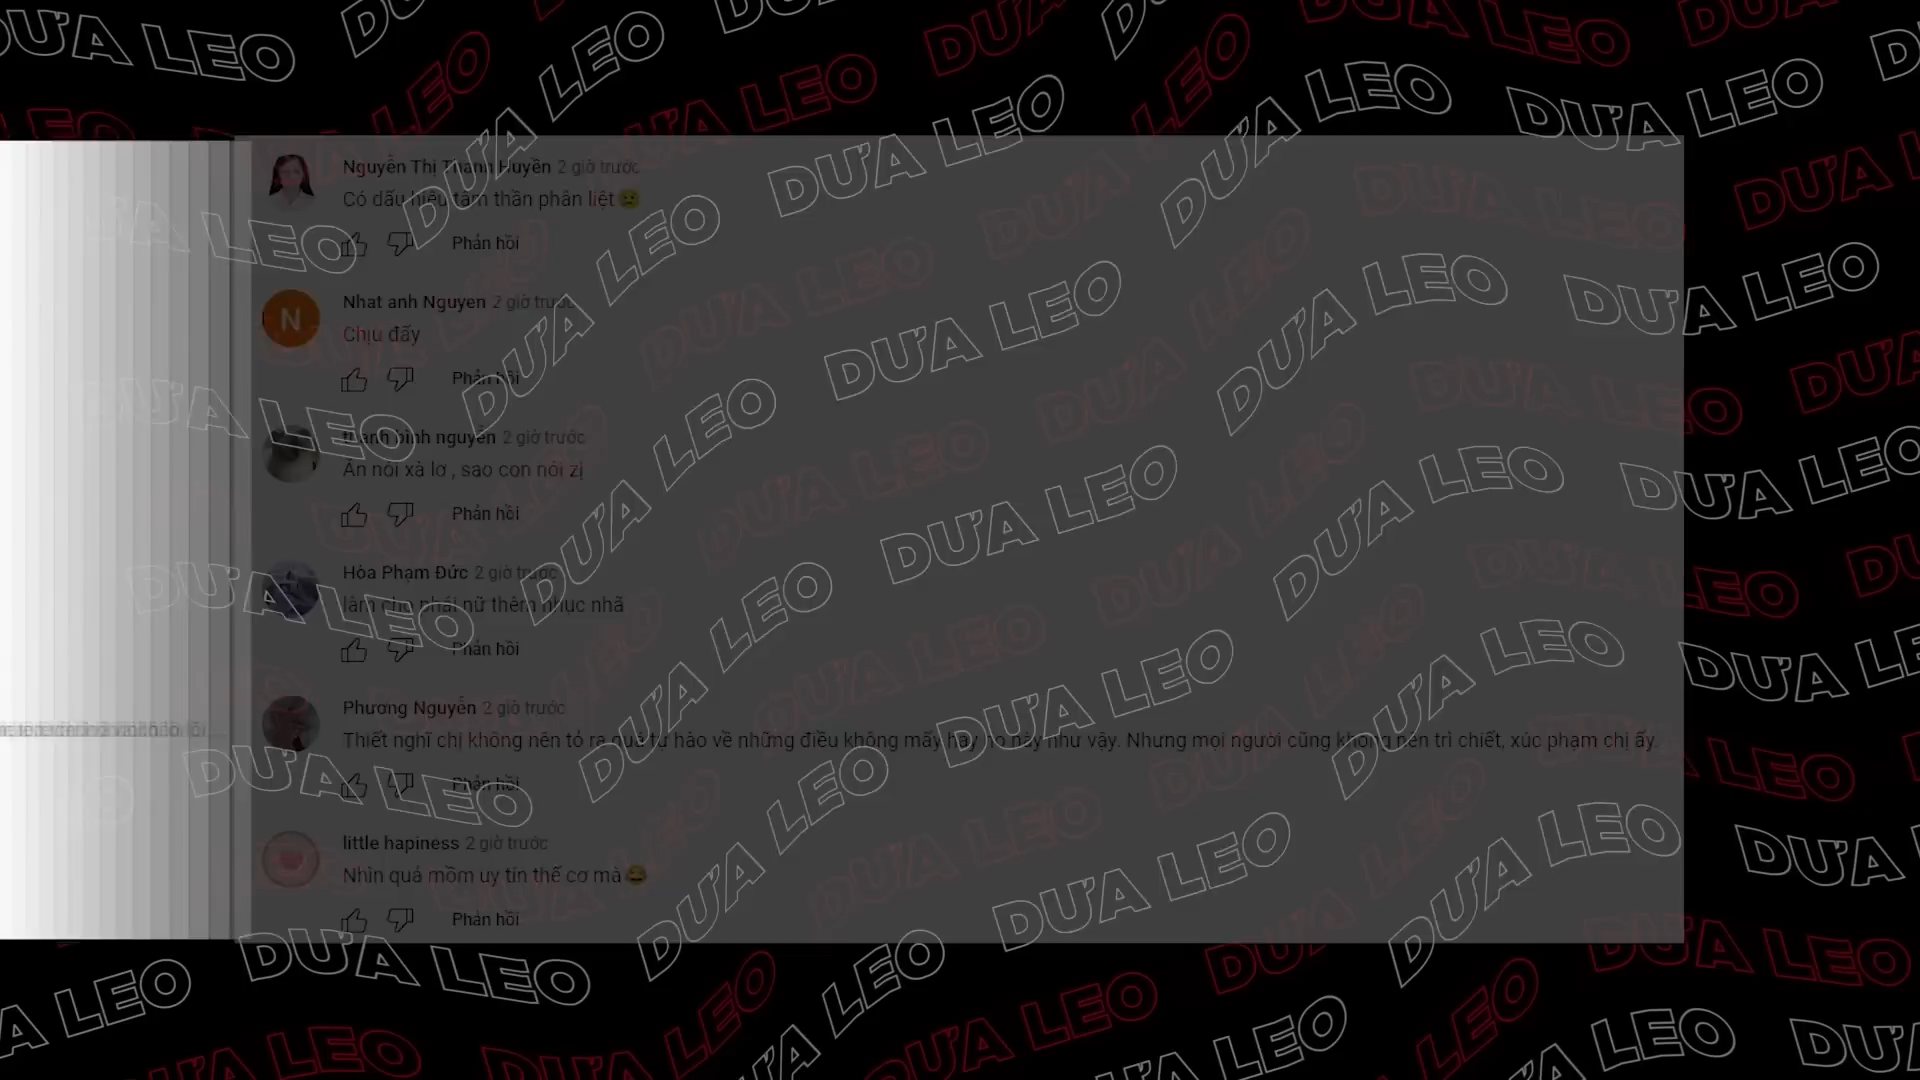 DƯA LEO
Nguyễn Thị Thanh Huyền 2 giờ trước
Có dấu hiệu tâm thần phân liệt
Phản hồi
Nhat anh Nguyen 2 giờ trước
Chịu đấy
Phản hồi
thanh bình nguyễn 2 giờ trước
Ăn nói xà lơ , sao con nói zị
Phản hồi
Hòa Phạm Đức 2 giờ trước
làm cho phái nữ thêm nhục nhã
Phản hồi
Phương Nguyễn 2 giờ trước
Thiết nghĩ chị không nên tỏ ra quá tự hào về những điều không mấy hay ho này như vậy. Nhưng mọi người cũng không nên trì chiết, xúc phạm chị ấy.
Phản hồi
little hapiness 2 giờ trước
Nhìn quả mồm uy tín thế cơ mà
Phản hồi